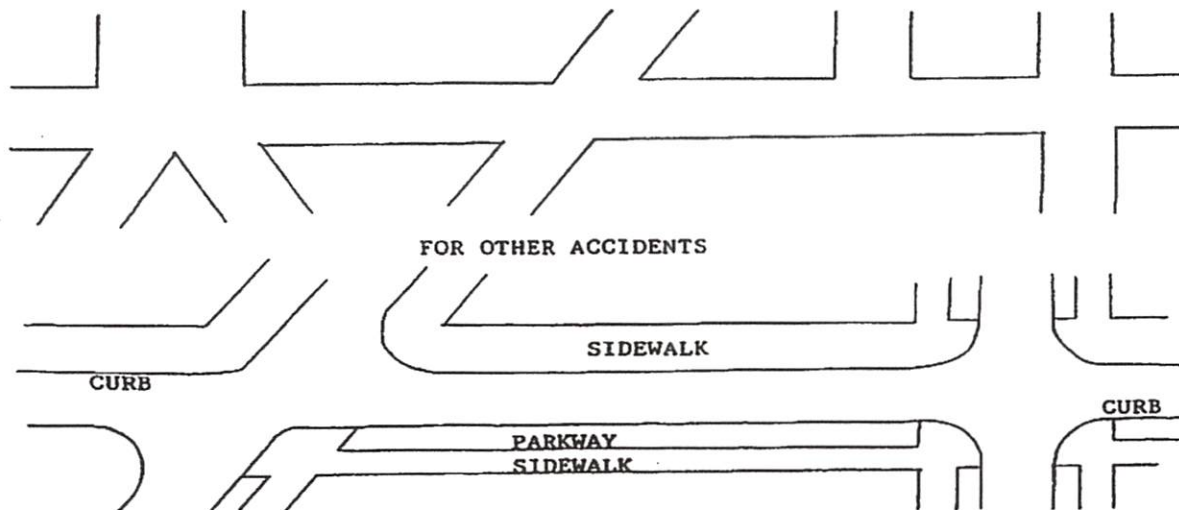 FOR OTHER ACCIDENTS
SIDEWALK
CURB
CURB
PARKWAY
SIDEWALK